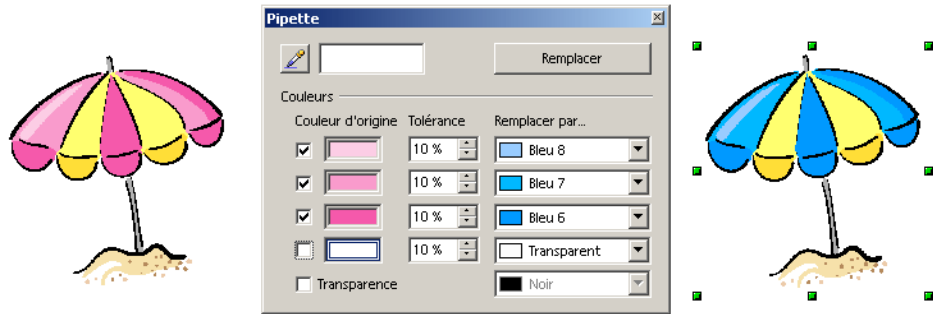 Pipette
Remplacer
Couleurs
Couleur d'origine Tolérance Remplacer par...
10 % Bleu 8
10 % Bleu 7
10 % Bleu 6
10 % Transparent
Transparence Noir